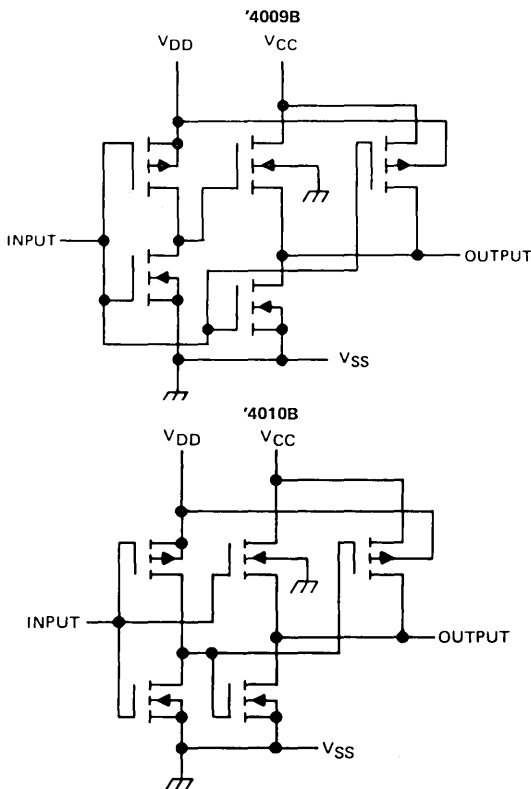 '4009B
VDD VCC
INPUT
OUTPUT
VSS
'4010B
VDD VCC
INPUT
OUTPUT
VSS